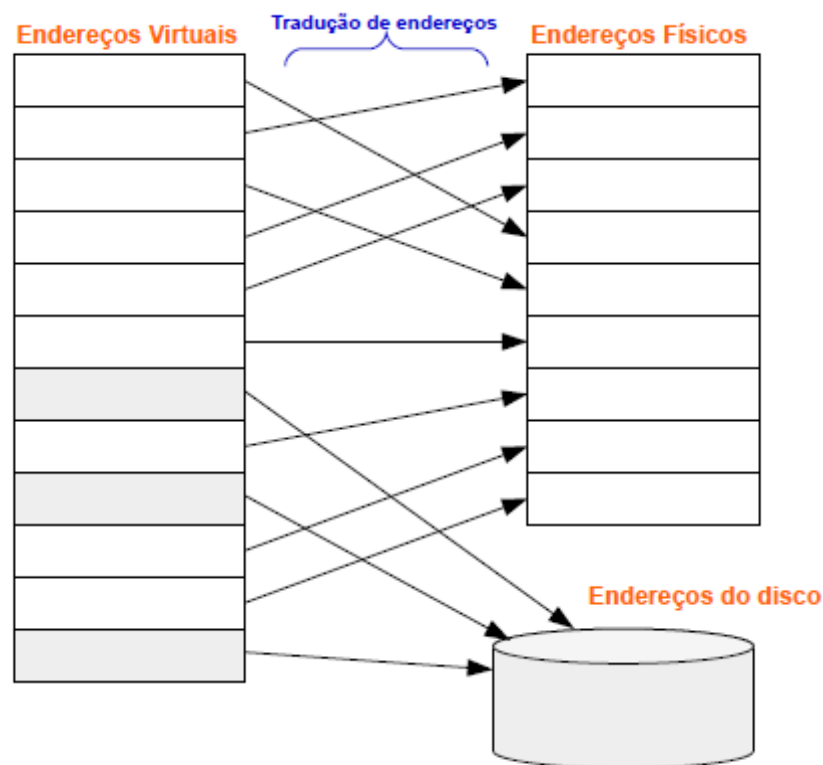 Tradução de endereços
Endereços Virtuais
Endereços Físicos
Endereços do disco